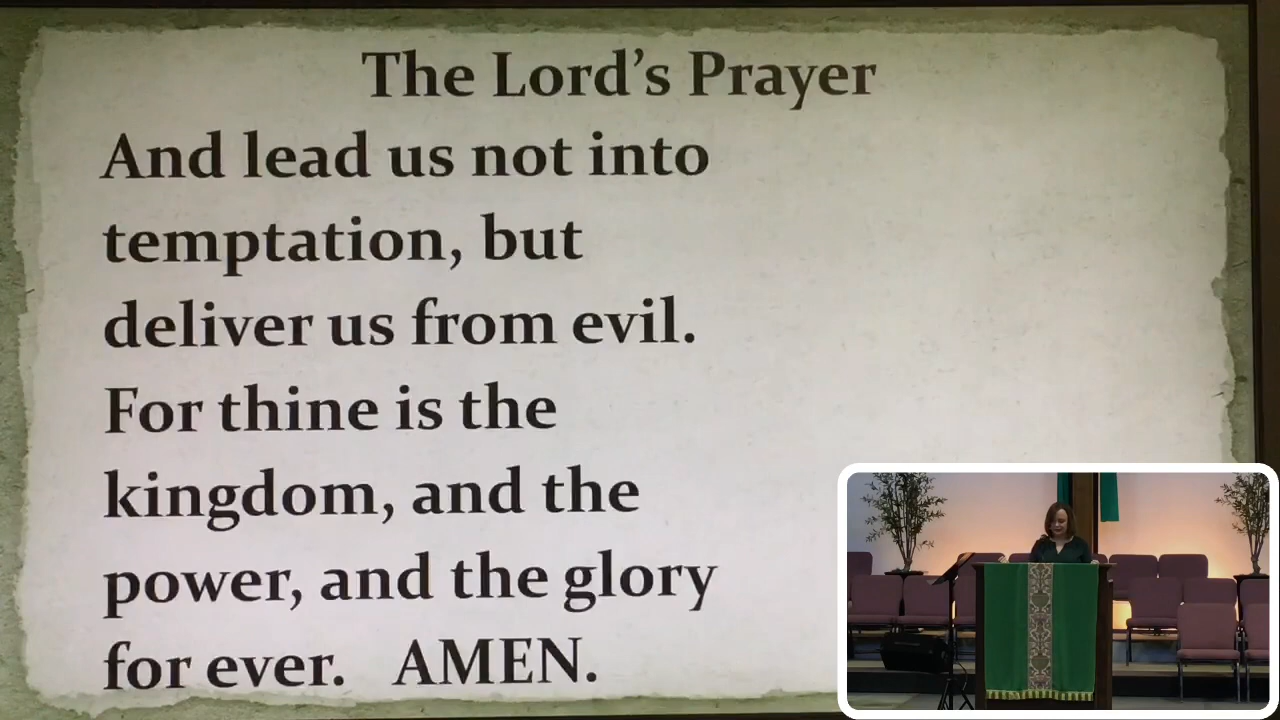 The Lord's Prayer
And lead us not into
temptation, but
deliver us from evil.
For thine is the
kingdom, and the
power, and the glory
for ever. AMEN.